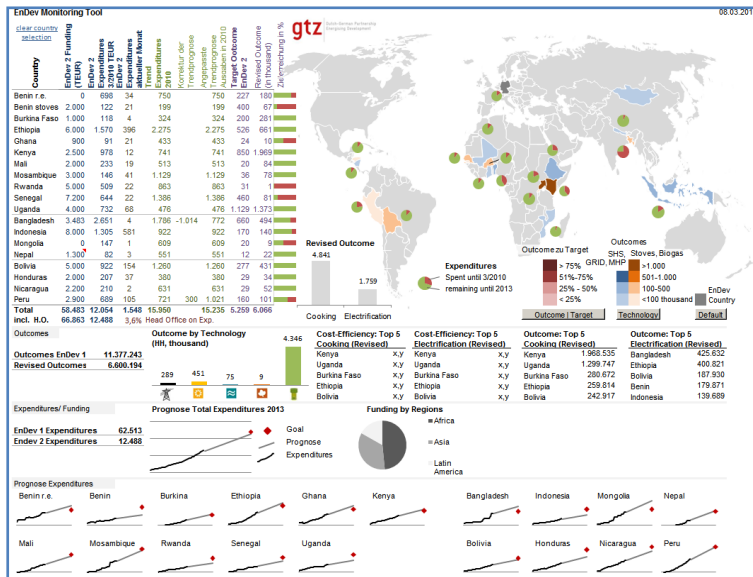 EnDev Monitoring Tool
08.03.201
clear country
selection
gtz
Dutch-German Partnership
Energising Development
Country
EnDev 2 Funding
(TEUR)
EnDev 2
Expenditures
3/2010 TEUR
EnDev 2
Expenditures
aktueller Monat
Trend
Expenditures
2010
Korrektur der
Trendprognose
Angepasste
Trendprognose
Ausgaben in 2010
Target Outcome
EnDev 2
Revised Outcome
(in thousand)
Zielerreichung in %
Benin r.e. 0 698 34 750 750 227 180
Benin stoves 2.000 122 21 199 199 400 67
Burkina Faso 1.000 118 4 324 324 200 281
Ethiopia 6.000 1.570 396 2.275 2.275 526 661
Ghana 900 91 21 433 433 24 10
Kenya 2.500 978 12 741 741 850 1.969
Mali 2.000 233 19 513 513 20 84
Mosambique 3.000 146 41 1.129 1.129 36 78
Rwanda 5.000 509 22 863 863 31 1
Senegal 7.200 644 22 1.386 1.386 460 81
Uganda 4.000 732 68 476 476 1.129 1.373
Bangladesh 3.483 2.651 4 1.786 -1.014 772 660 494
Indonesia 8.000 1.305 581 922 922 170 140
Mongolia 0 147 1 609 609 20 9
Nepal 1.300 82 3 551 551 12 22
Bolivia 5.000 922 154 1.260 1.260 277 431
Honduras 2.000 207 37 380 380 29 34
Nicaragua 2.200 210 2 631 631 29 52
Peru 2.900 689 105 721 300 1.021 160 101
Total 58.483 12.054 1.548 15.950 15.235 5.259 6.066
incl. H.O. 66.863 12.488 3,6% Head Office on Exp.
Revised Outcome
4.841
1.759
Cooking Electrification
Expenditures
Spent until 3/2010
remaining until 2013
Outcome zu Target
> 75%
51%-75%
25% - 50%
< 25%
Outcomes
SHS, Stoves, Biogas
GRID, MHP
>1.000
501-1.000
100-500
<100 thousand
EnDev
Country
Outcome | Target
Technology
Default
Outcomes
Outcomes EnDev 1 11.377.243
Revised Outcomes 6.600.194
Outcome by Technology
(HH, thousand)
289
451
75
9
4.346
Cost-Efficiency: Top 5
Cooking (Revised)
Kenya x,y
Uganda x,y
Burkina Faso x,y
Ethiopia x,y
Bolivia x,y
Cost-Efficiency: Top 5
Electrification (Revised)
Kenya x,y
Uganda x,y
Burkina Faso x,y
Ethiopia x,y
Bolivia x,y
Outcome: Top 5
Cooking (Revised)
Kenya 1.968.535
Uganda 1.299.747
Burkina Faso 280.672
Ethiopia 259.814
Bolivia 242.917
Outcome: Top 5
Electrification (Revised)
Bangladesh 425.632
Ethiopia 400.821
Bolivia 187.930
Benin 179.871
Indonesia 139.689
Expenditures/ Funding
EnDev 1 Expenditures 62.513
Endev 2 Expenditures 12.488
Prognose Total Expenditures 2013
Goal
Prognose
Expenditures
Funding by Regions
Africa
Asia
Latin
America
Prognose Expenditures
Benin r.e. Benin Burkina Ethiopia Ghana Kenya Bangladesh Indonesia Mongolia Nepal
Mali Mosambique Rwanda Senegal Uganda Bolivia Honduras Nicaragua Peru